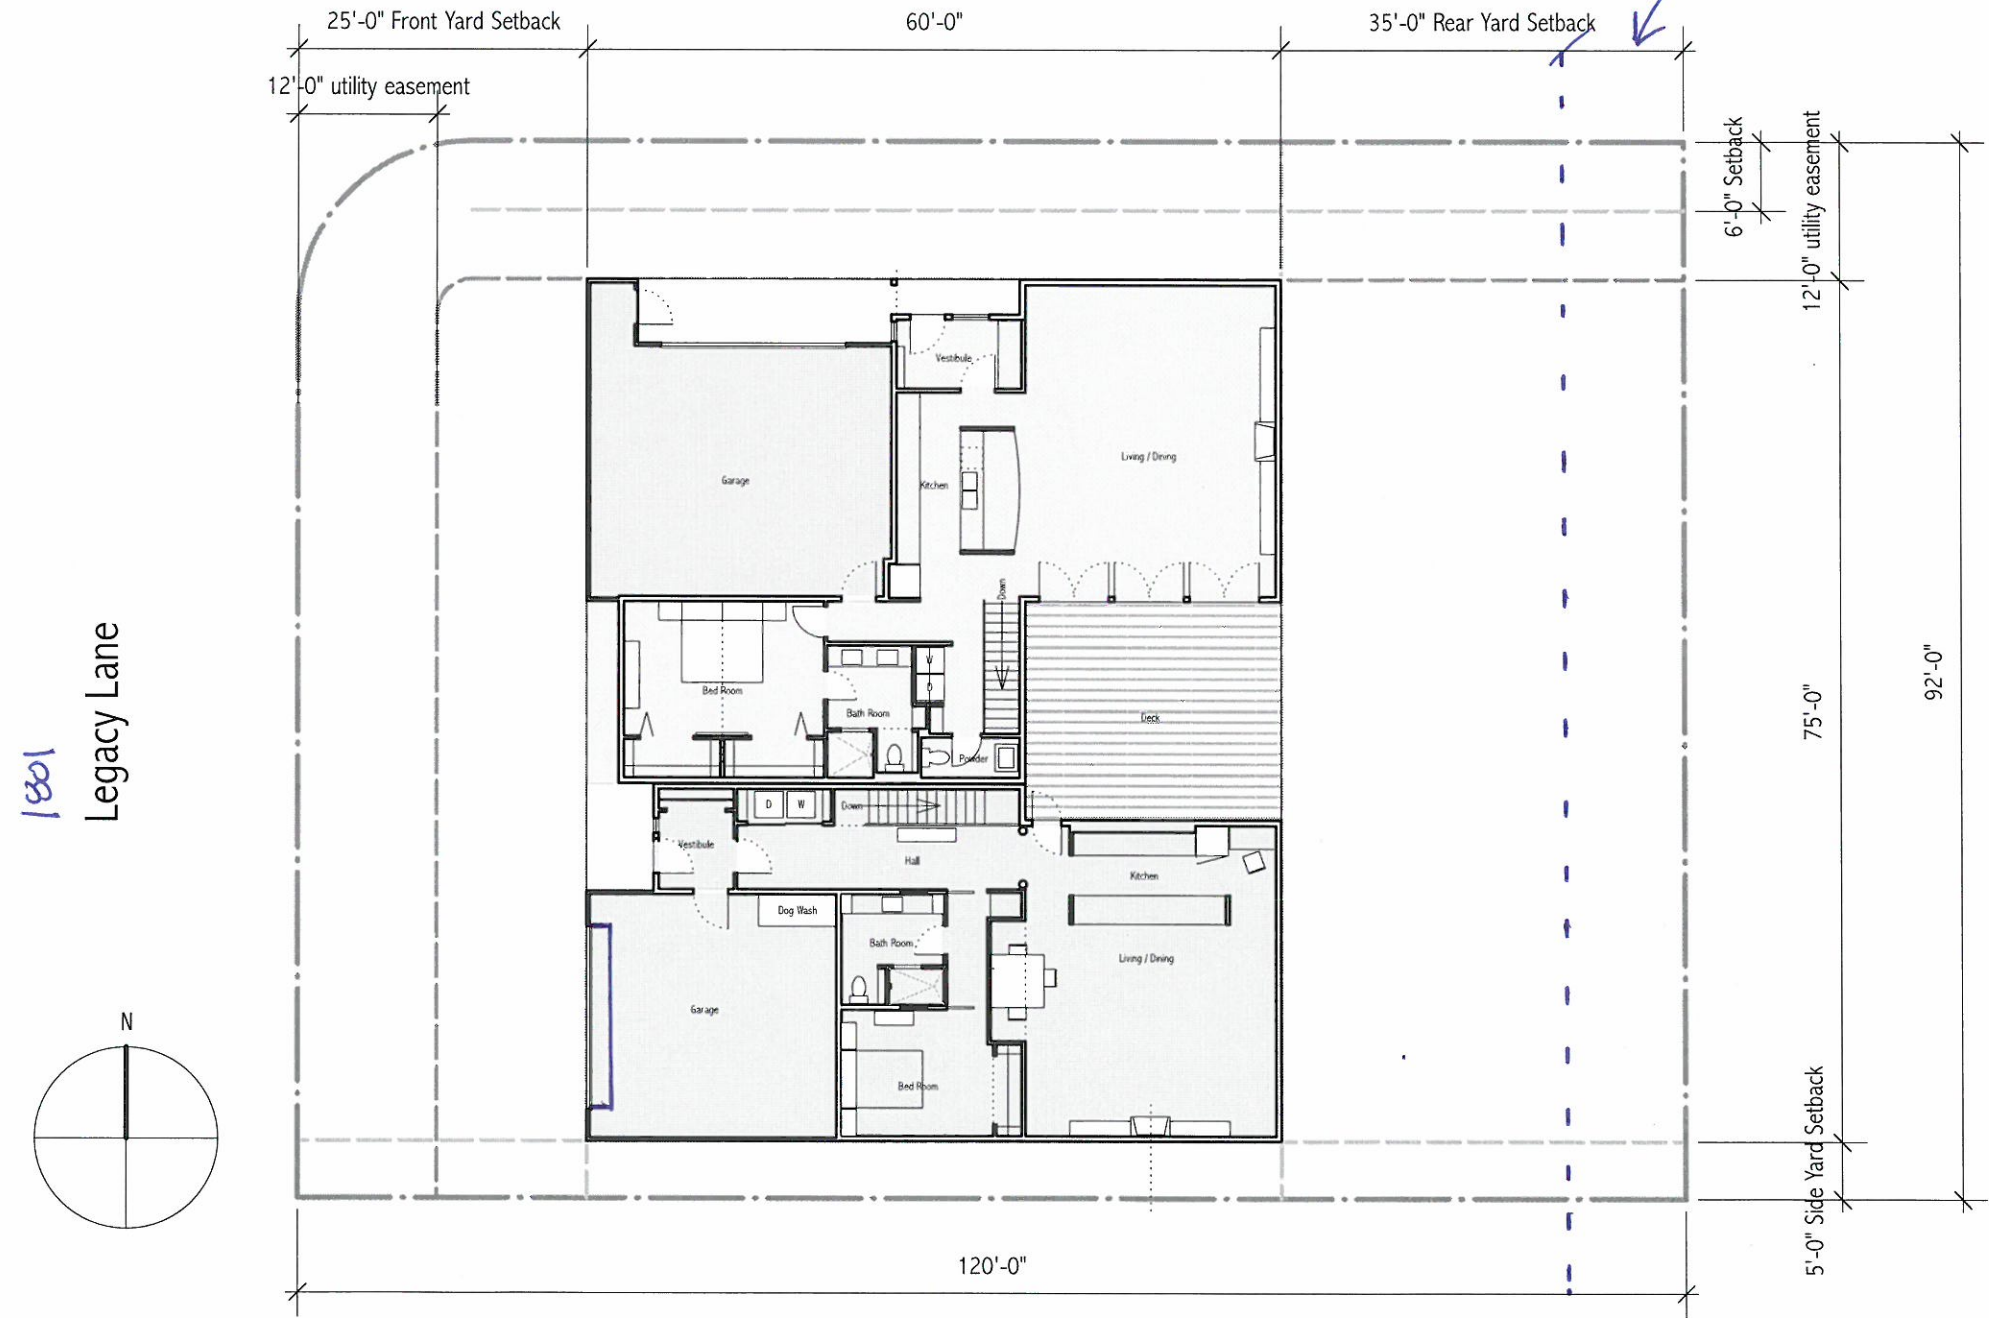 25'-0" Front Yard Setback
60'-0"
35'-0" Rear Yard Setback
12'-0" utility easement
6'-0" Setback
12'-0" utility easement
Vestibule
Living / Dining
Kitchen
Garage
Down
Bed Room
W
D
Bath Room
Deck
Powder
D
W
Down
Vestibule
Hall
Kitchen
Dog Wash
Bath Room
Living / Dining
Garage
Bed Room
1801
Legacy Lane
N
75'-0"
92'-0"
5'-0" Side Yard Setback
120'-0"